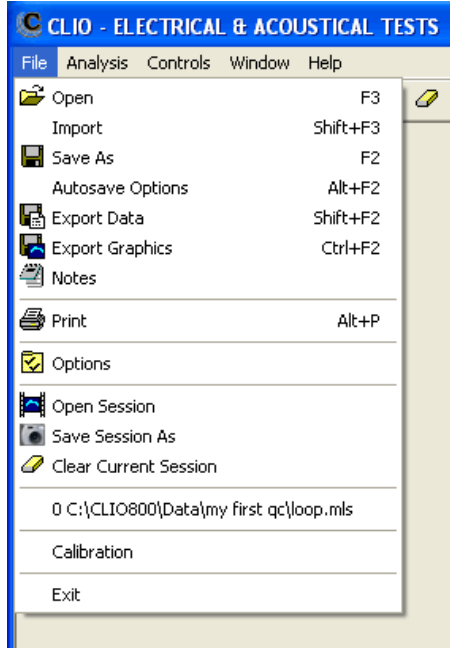 CLIO - ELECTRICAL & ACOUSTICAL TESTS
File Analysis Controls Window Help
Open F3
Import Shift+F3
Save As F2
Autosave Options Alt+F2
Export Data Shift+F2
Export Graphics Ctrl+F2
Notes
Print Alt+P
Options
Open Session
Save Session As
Clear Current Session
0 C:\CLIO800\Data\my first qc\loop.mls
Calibration
Exit